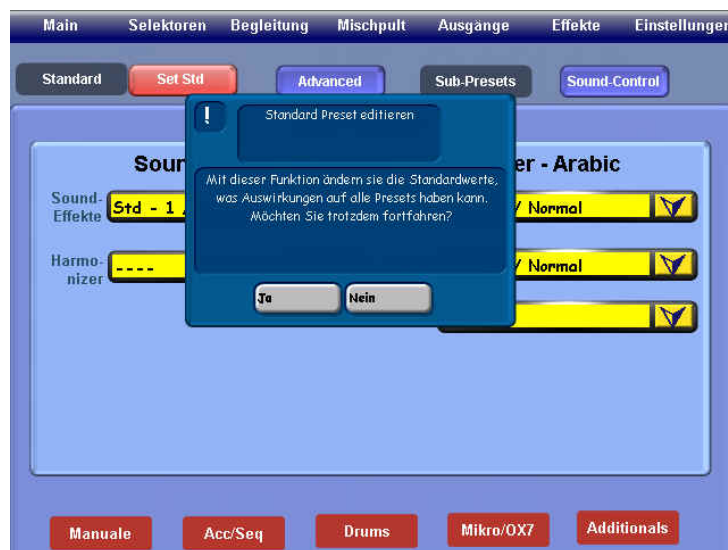 Main Selektoren Begleitung Mischpult Ausgänge Effekte Einstellungen
Standard Set Std Advanced Sub-Presets Sound-Control
! Standard Preset editieren
Sour er - Arabic
Mit dieser Funktion ändern sie die Standardwerte,
was Auswirkungen auf alle Presets haben kann.
Möchten Sie trotzdem fortfahren?
Sound-
Effekte Std - 1 / Normal
Harmo-
nizer ---- / Normal
Ja Nein
Manuale Acc/Seq Drums Mikro/OX7 Additionals